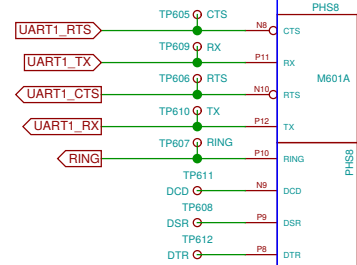 PHS8
TP605 CTS
UART1_RTS N8 CTS
TP609 RX
UART1_TX P11 RX
M601A
TP606 RTS
UART1_CTS N10 RTS
TP610 TX
UART1_RX P12 TX
TP607 RING
RING P10 RING
PHS8
TP611
DCD N9 DCD
TP608
DSR P9 DSR
TP612
DTR P8 DTR